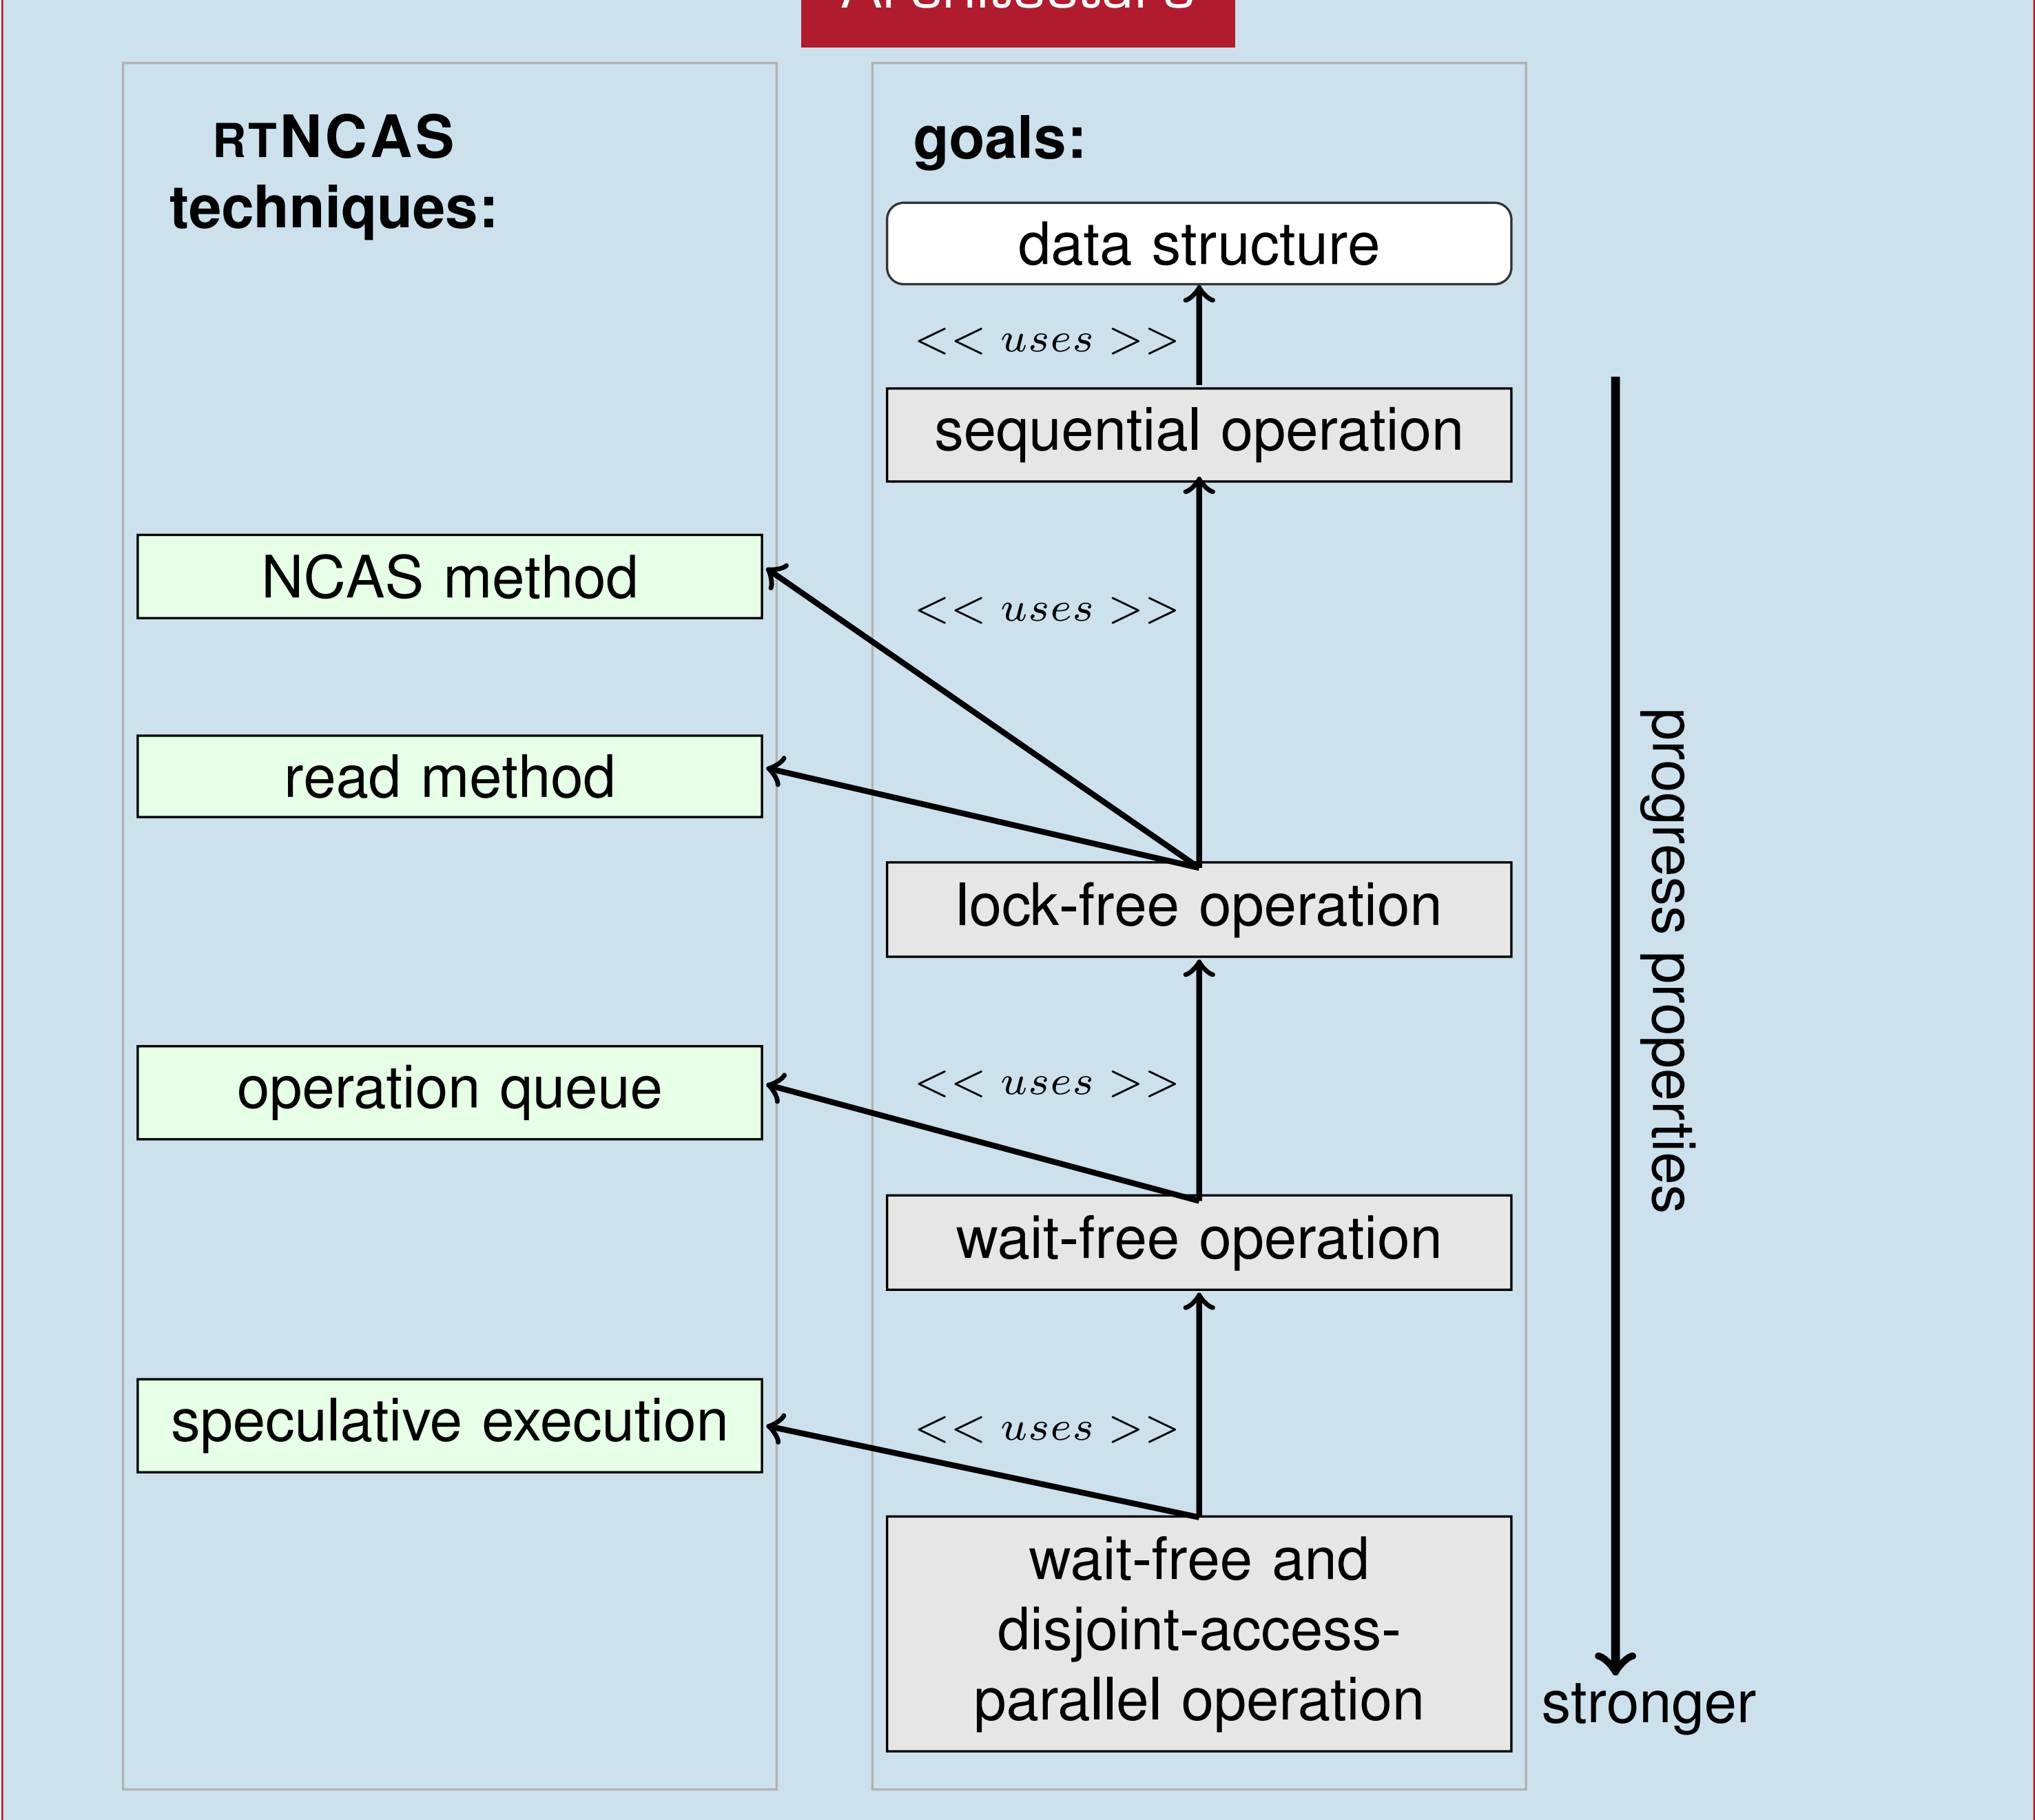 Architecture
RTNCAS
techniques:
goals:
data structure
<< uses >>
sequential operation
NCAS method
<< uses >>
read method
lock-free operation
operation queue
<< uses >>
wait-free operation
speculative execution
<< uses >>
wait-free and
disjoint-access-
parallel operation
progress properties
stronger